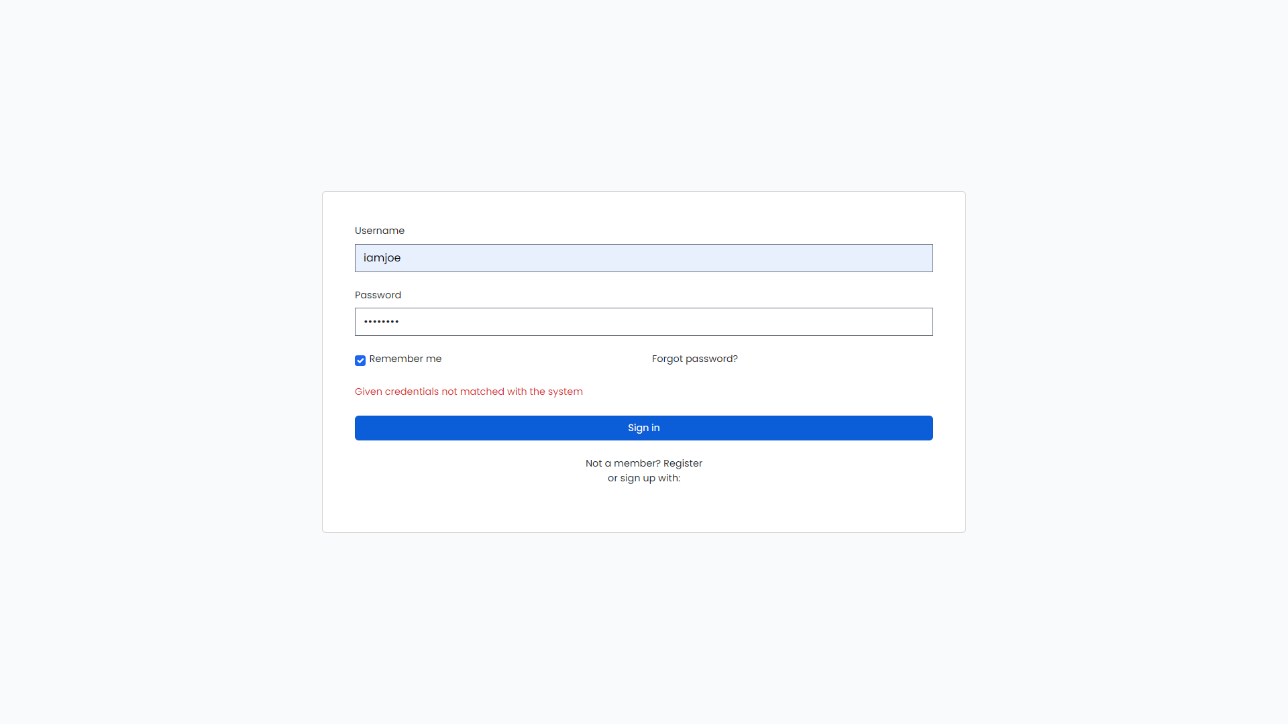 Username
iamjoe
Password
••••••••
Remember me Forgot password?
Given credentials not matched with the system
Sign in
Not a member? Register
or sign up with: